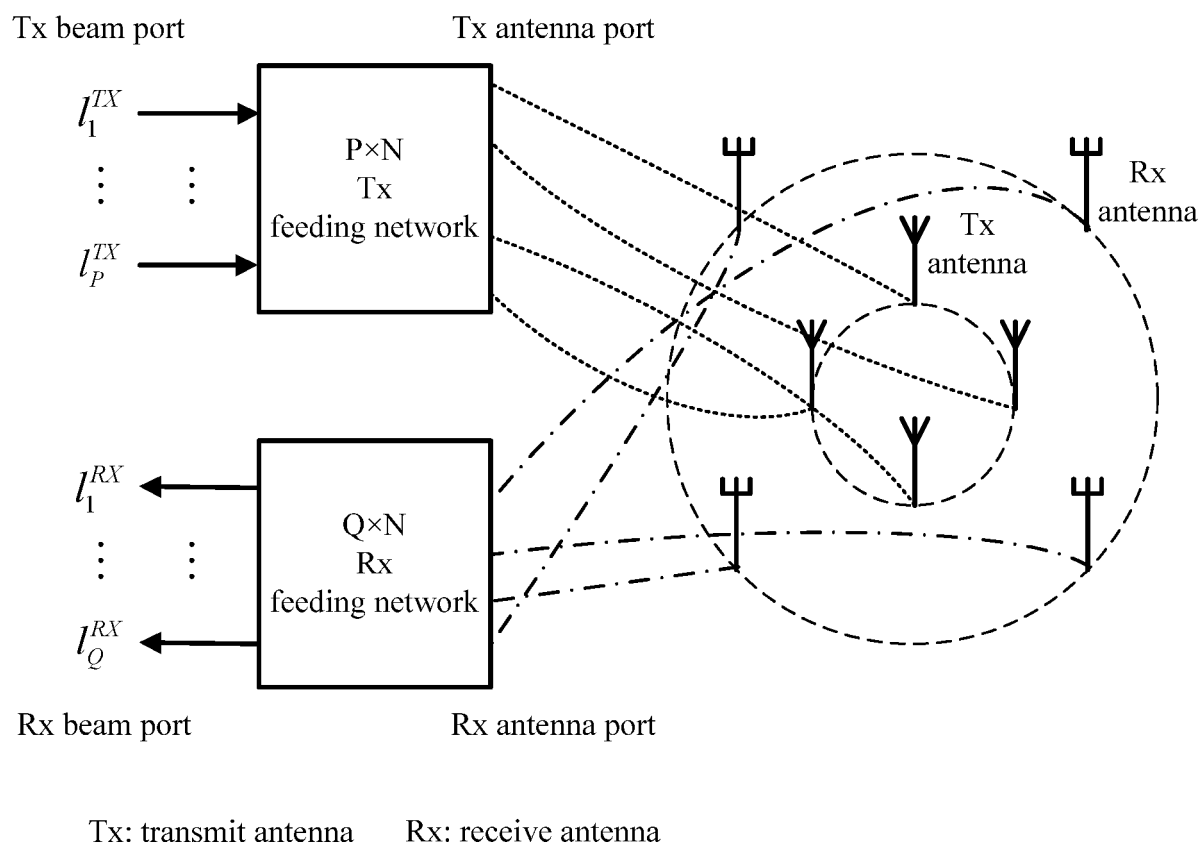 Tx beam port
Tx antenna port
l_1^{TX}
⋮ ⋮
l_P^{TX}
P×N
Tx
feeding network
Rx
antenna
Tx
antenna
l_1^{RX}
⋮ ⋮
l_Q^{RX}
Q×N
Rx
feeding network
Rx beam port
Rx antenna port
Tx: transmit antenna Rx: receive antenna